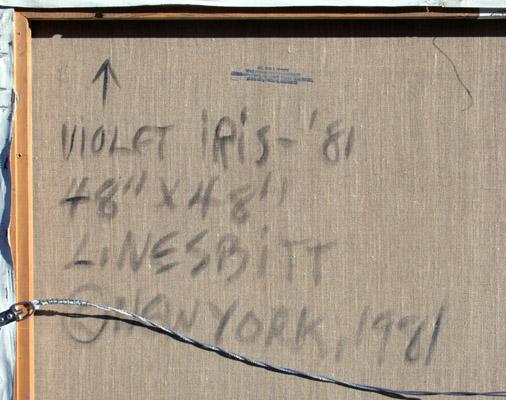 VIOLET IRIS-'81
48" X 48"
L. NESBITT
© NEW YORK, 1981